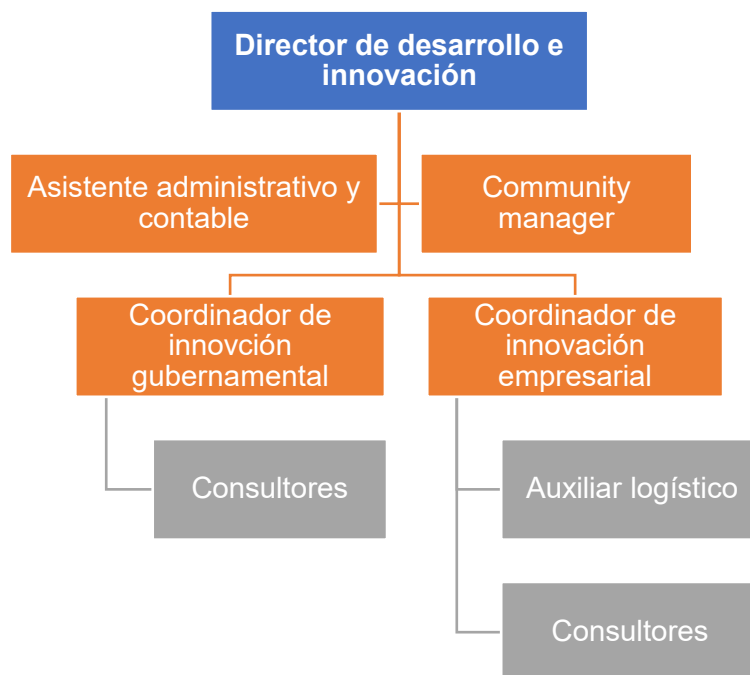 Director de desarrollo e
innovación
Asistente administrativo y
contable
Community
manager
Coordinador de
innovción
gubernamental
Coordinador de
innovación
empresarial
Consultores
Auxiliar logístico
Consultores